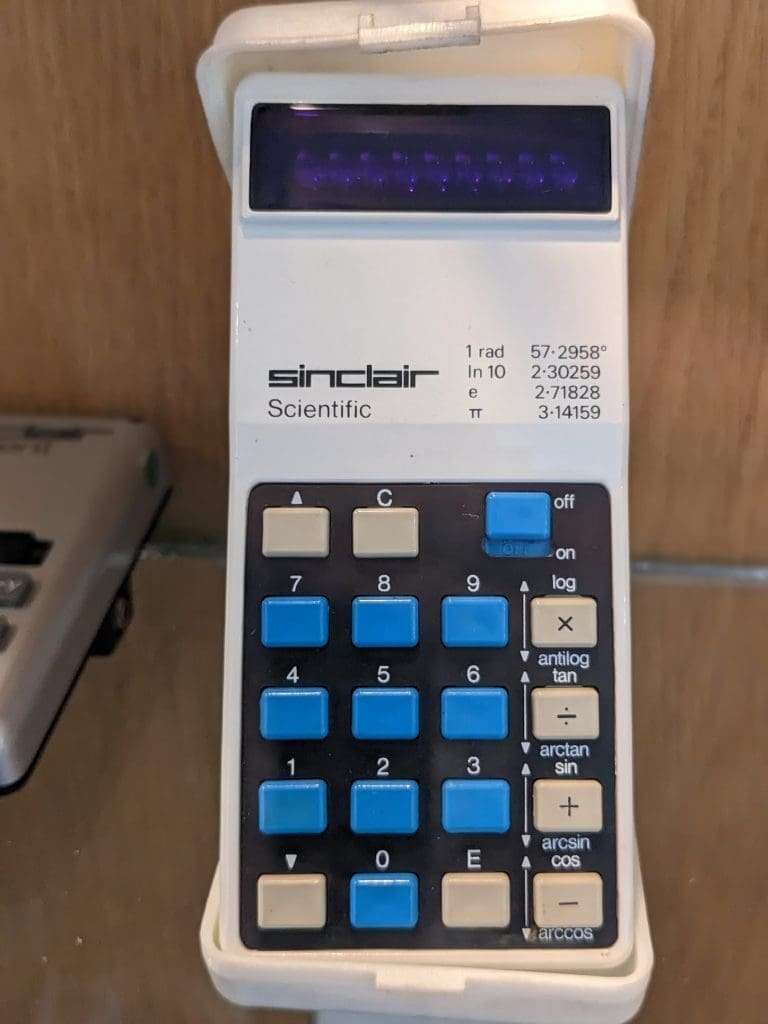 1 rad 57·2958°
ln 10 2·30259
sinclair
e 2·71828
Scientific
π 3·14159
▲ C off
on
7 8 9 log
×
antilog
4 5 6 tan
÷
arctan
1 2 3 sin
+
arcsin
▼ 0 E cos
−
arccos